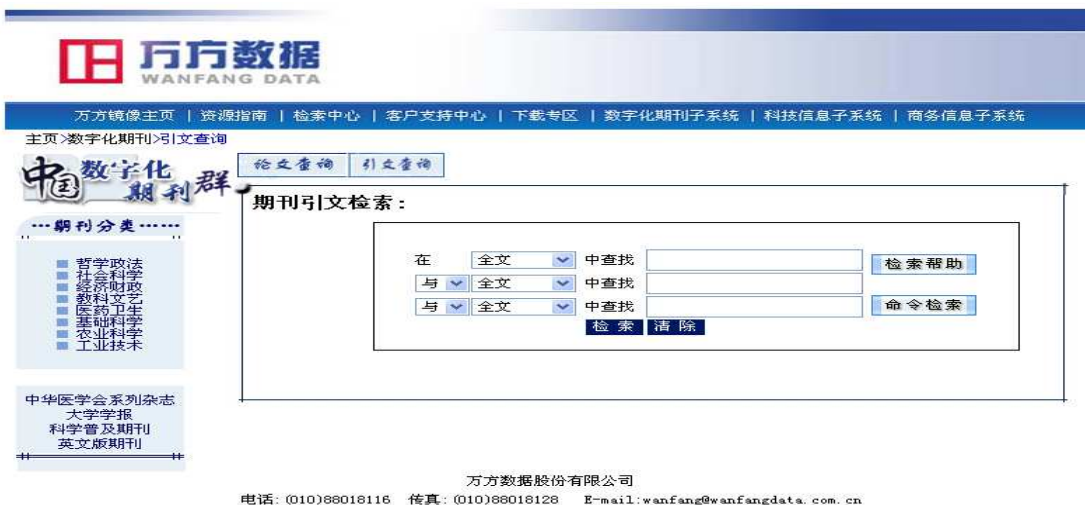 万方数据
WANFANG DATA
万方镜像主页 | 资源指南 | 检索中心 | 客户支持中心 | 下载专区 | 数字化期刊子系统 | 科技信息子系统 | 商务信息子系统
主页>数字化期刊>引文查询
中国数字化期刊群
论文查询 引文查询
期刊引文检索:
在 全文 中查找 检索帮助
与 全文 中查找
与 全文 中查找 命令检索
检 索 清 除
…期刊分类……
哲学政法
社会科学
经济财政
教科文艺
医药卫生
基础科学
农业科学
工业技术
中华医学会系列杂志
大学学报
科学普及期刊
英文版期刊
万方数据股份有限公司
电话:(010)88018116 传真:(010)88018128 E-mail:wanfang@wanfangdata.com.cn